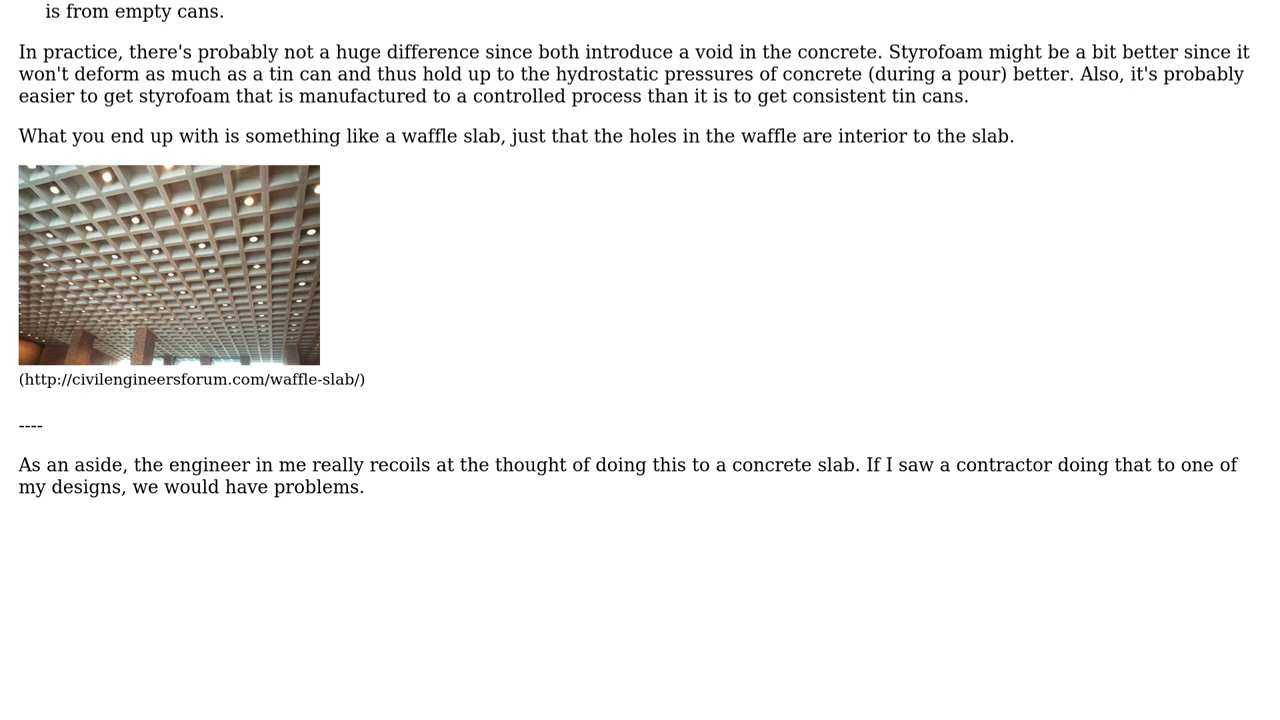 is from empty cans.
In practice, there's probably not a huge difference since both introduce a void in the concrete. Styrofoam might be a bit better since it
won't deform as much as a tin can and thus hold up to the hydrostatic pressures of concrete (during a pour) better. Also, it's probably
easier to get styrofoam that is manufactured to a controlled process than it is to get consistent tin cans.
What you end up with is something like a waffle slab, just that the holes in the waffle are interior to the slab.
(http://civilengineersforum.com/waffle-slab/)
----
As an aside, the engineer in me really recoils at the thought of doing this to a concrete slab. If I saw a contractor doing that to one of
my designs, we would have problems.